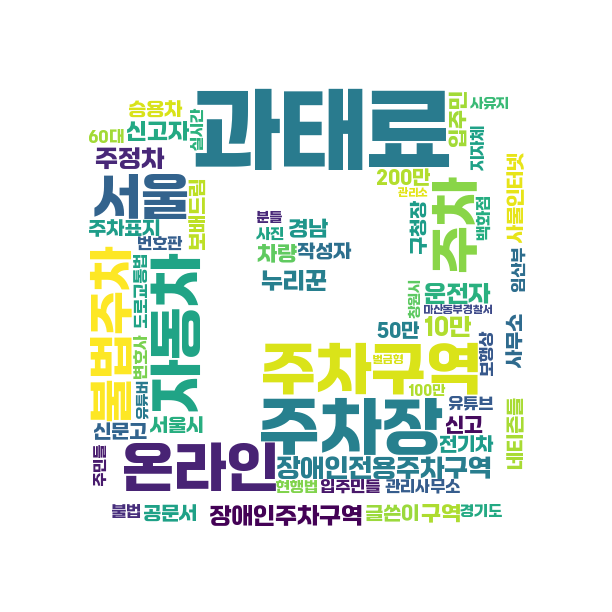 승용차
과태료
입주민
사유지
60대
신고자
실시간
지자체
주정차
서울
보배드림
200만
관리소
주차
구청장
백화점
사물인터넷
주차표지
번호판
분들
사진
경남
차량
작성자
누리꾼
임산부
불법주차
도로교통법
자동차
창원시
운전자
마산동부경찰서
50만
10만
보행상
사무소
변호사
유튜버
주차구역
벌금형
100만
신문고
서울시
주차장
유튜브
신고
전기차
네티즌들
주민들
온라인
장애인전용주차구역
현행법
입주민들
관리사무소
불법
공문서
장애인주차구역
글쓴이
구역
경기도